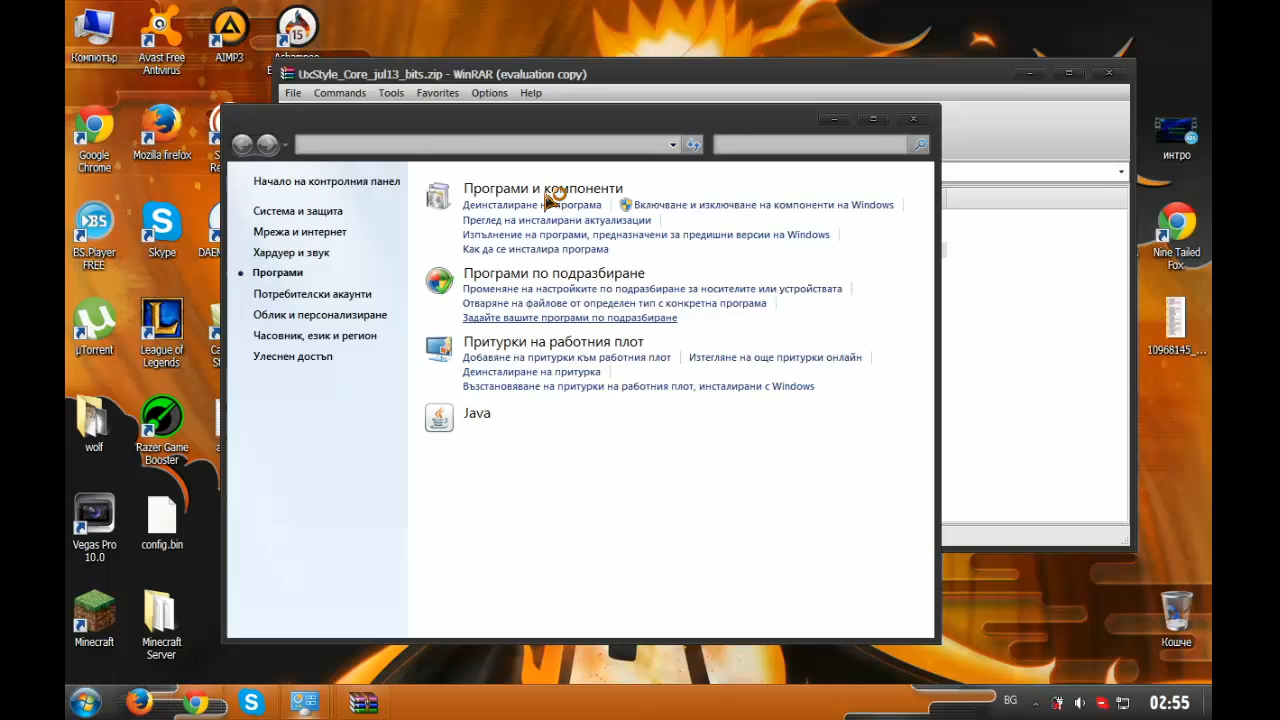 Компютър
Avast Free
Antivirus
AIMP3
15
UxStyle_Core_jul13_bits.zip - WinRAR (evaluation copy)
File Commands Tools Favorites Options Help
Google
Chrome
Mozilla firefox
BS.Player
FREE
Skype
µTorrent
League of
Legends
wolf
Razer Game
Booster
Vegas Pro
10.0
config.bin
Minecraft
Minecraft
Server
Начало на контролния панел
Система и защита
Мрежа и интернет
Хардуер и звук
Програми
Потребителски акаунти
Облик и персонализиране
Часовник, език и регион
Улеснен достъп
Програми и компоненти
Деинсталиране на програма
Включване и изключване на компоненти на Windows
Преглед на инсталирани актуализации
Изпълнение на програми, предназначени за предишни версии на Windows
Как да се инсталира програма
Програми по подразбиране
Променяне на настройките по подразбиране за носителите или устройствата
Отваряне на файлове от определен тип с конкретна програма
Задайте вашите програми по подразбиране
Притурки на работния плот
Добавяне на притурки към работния плот
Изтегляне на още притурки онлайн
Деинсталиране на притурка
Възстановяване на притурки на работния плот, инсталирани с Windows
Java
интро
Nine Tailed
Fox
10968145_...
Кошче
BG
02:55